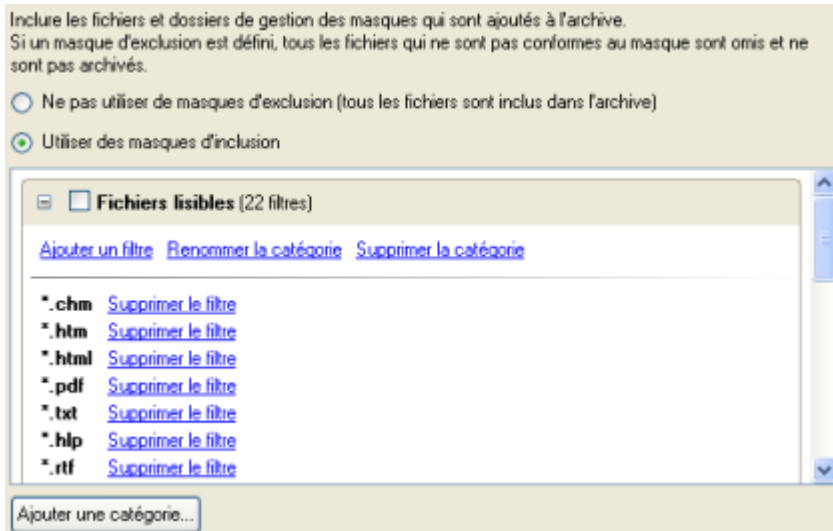 Inclure les fichiers et dossiers de gestion des masques qui sont ajoutés à l'archive.
Si un masque d'exclusion est défini, tous les fichiers qui ne sont pas conformes au masque sont omis et ne
sont pas archivés.
Ne pas utiliser de masques d'exclusion (tous les fichiers sont inclus dans l'archive)
Utiliser des masques d'inclusion
Fichiers lisibles (22 filtres)
Ajouter un filtre Renommer la catégorie Supprimer la catégorie
*.chm Supprimer le filtre
*.htm Supprimer le filtre
*.html Supprimer le filtre
*.pdf Supprimer le filtre
*.txt Supprimer le filtre
*.hlp Supprimer le filtre
*.rtf Supprimer le filtre
Ajouter une catégorie...